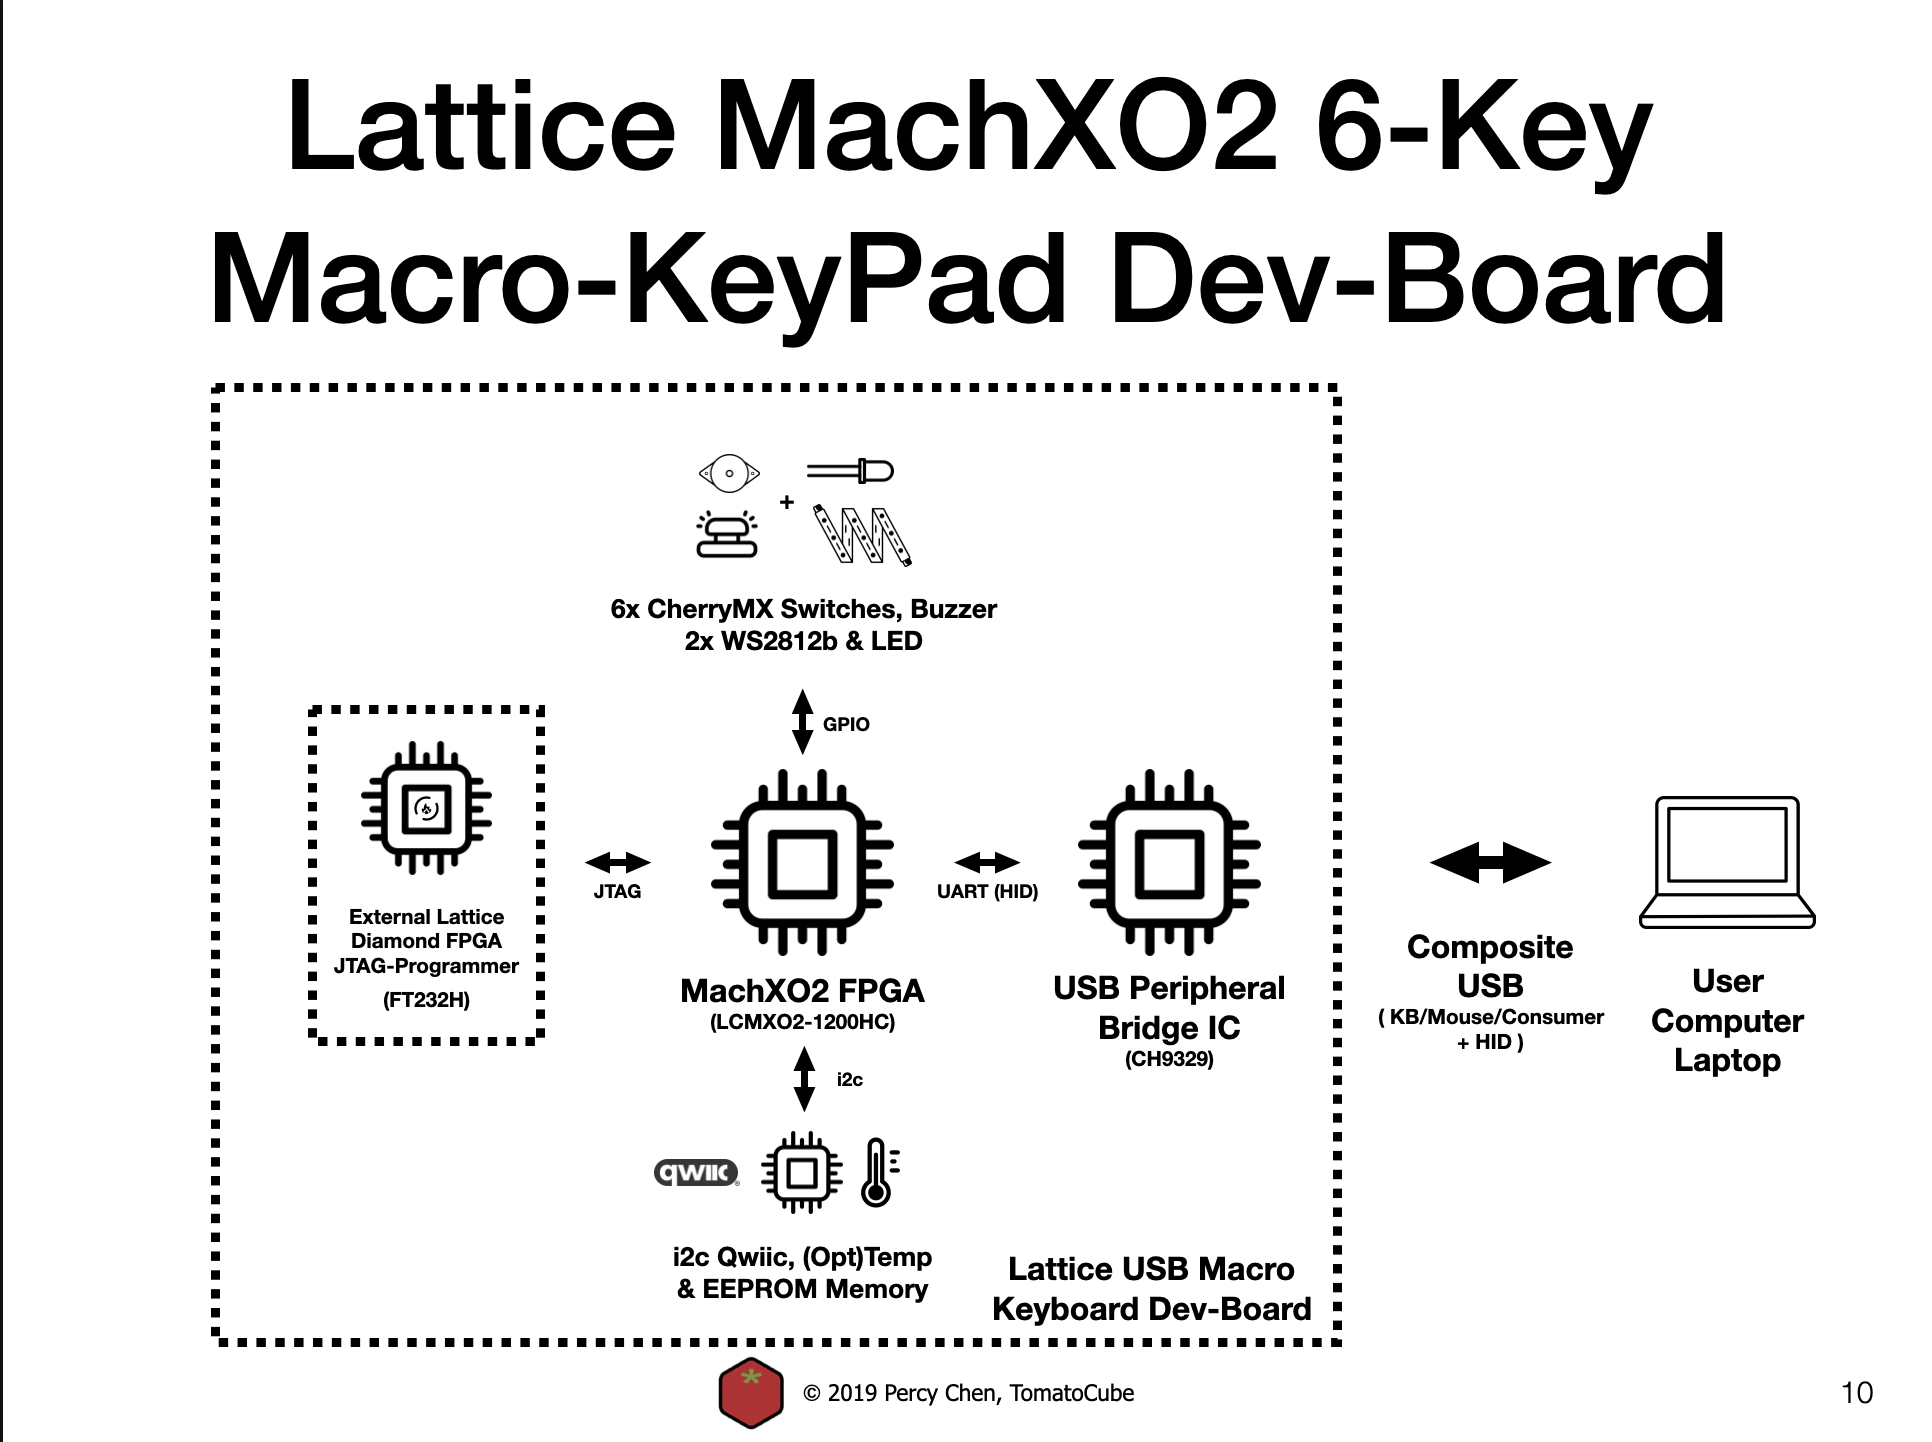 Lattice MachXO2 6-Key
Macro-KeyPad Dev-Board
+
6x CherryMX Switches, Buzzer
2x WS2812b & LED
GPIO
External Lattice
Diamond FPGA
JTAG-Programmer
(FT232H)
JTAG
MachXO2 FPGA
(LCMXO2-1200HC)
UART (HID)
USB Peripheral
Bridge IC
(CH9329)
Composite
USB
( KB/Mouse/Consumer
+ HID )
User
Computer
Laptop
i2c
qwiic
i2c Qwiic, (Opt)Temp
& EEPROM Memory
Lattice USB Macro
Keyboard Dev-Board
© 2019 Percy Chen, TomatoCube
10